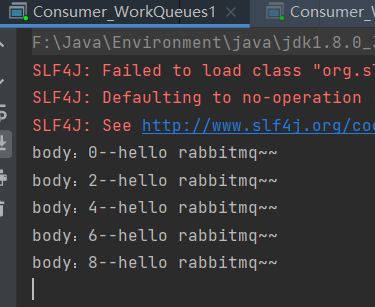 Consumer_WorkQueues1 × Consumer_W
F:\Java\Environment\java\jdk1.8.0_
SLF4J: Failed to load class "org.sl
SLF4J: Defaulting to no-operation
SLF4J: See http://www.slf4j.org/co
body：0--hello rabbitmq~~
body：2--hello rabbitmq~~
body：4--hello rabbitmq~~
body：6--hello rabbitmq~~
body：8--hello rabbitmq~~